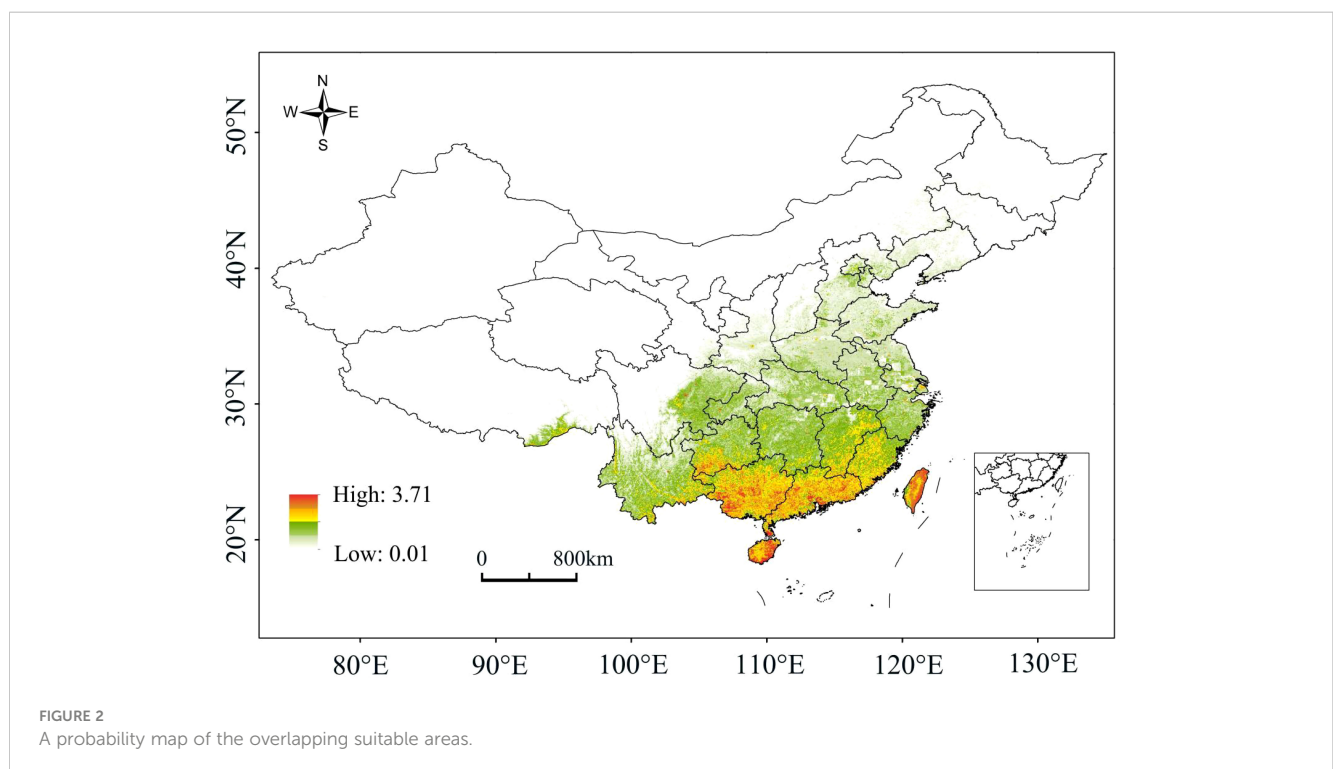 N
W E
S
50°N
40°N
30°N
20°N
High: 3.71
Low: 0.01
0 800km
80°E 90°E 100°E 110°E 120°E 130°E
FIGURE 2
A probability map of the overlapping suitable areas.